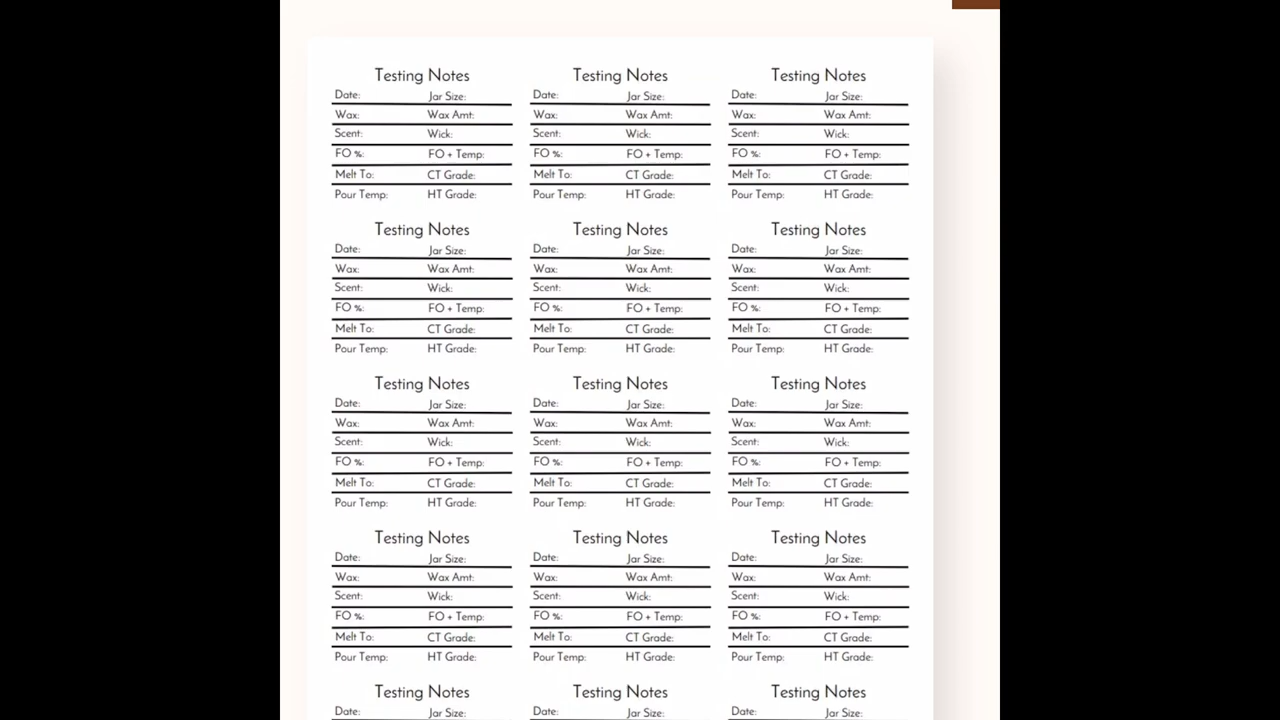 Testing Notes Testing Notes Testing Notes
Date: Jar Size: Date: Jar Size: Date: Jar Size:
Wax: Wax Amt: Wax: Wax Amt: Wax: Wax Amt:
Scent: Wick: Scent: Wick: Scent: Wick:
FO %: FO + Temp: FO %: FO + Temp: FO %: FO + Temp:
Melt To: CT Grade: Melt To: CT Grade: Melt To: CT Grade:
Pour Temp: HT Grade: Pour Temp: HT Grade: Pour Temp: HT Grade:
Testing Notes Testing Notes Testing Notes
Date: Jar Size: Date: Jar Size: Date: Jar Size:
Wax: Wax Amt: Wax: Wax Amt: Wax: Wax Amt:
Scent: Wick: Scent: Wick: Scent: Wick:
FO %: FO + Temp: FO %: FO + Temp: FO %: FO + Temp:
Melt To: CT Grade: Melt To: CT Grade: Melt To: CT Grade:
Pour Temp: HT Grade: Pour Temp: HT Grade: Pour Temp: HT Grade:
Testing Notes Testing Notes Testing Notes
Date: Jar Size: Date: Jar Size: Date: Jar Size:
Wax: Wax Amt: Wax: Wax Amt: Wax: Wax Amt:
Scent: Wick: Scent: Wick: Scent: Wick:
FO %: FO + Temp: FO %: FO + Temp: FO %: FO + Temp:
Melt To: CT Grade: Melt To: CT Grade: Melt To: CT Grade:
Pour Temp: HT Grade: Pour Temp: HT Grade: Pour Temp: HT Grade:
Testing Notes Testing Notes Testing Notes
Date: Jar Size: Date: Jar Size: Date: Jar Size:
Wax: Wax Amt: Wax: Wax Amt: Wax: Wax Amt:
Scent: Wick: Scent: Wick: Scent: Wick:
FO %: FO + Temp: FO %: FO + Temp: FO %: FO + Temp:
Melt To: CT Grade: Melt To: CT Grade: Melt To: CT Grade:
Pour Temp: HT Grade: Pour Temp: HT Grade: Pour Temp: HT Grade:
Testing Notes Testing Notes Testing Notes
Date: Jar Size: Date: Jar Size: Date: Jar Size: